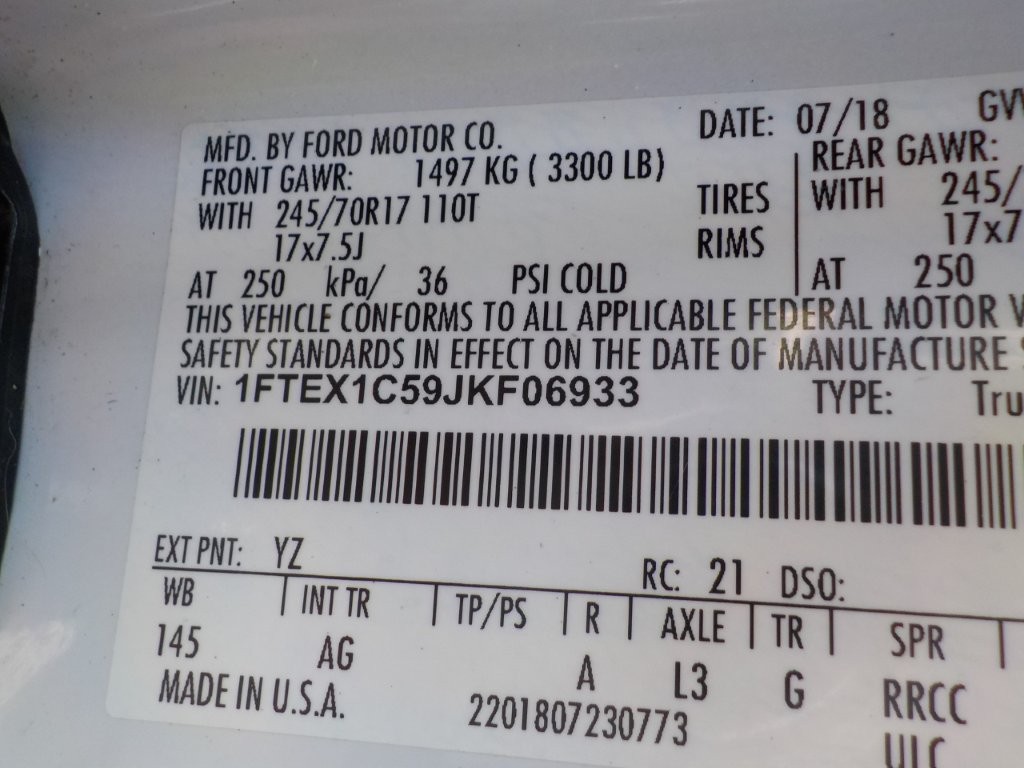 MFD. BY FORD MOTOR CO. DATE: 07/18
FRONT GAWR: 1497 KG ( 3300 LB) REAR GAWR:
WITH 245/70R17 110T TIRES WITH 245/
17x7.5J RIMS 17x7
AT 250 kPa/ 36 PSI COLD AT 250
THIS VEHICLE CONFORMS TO ALL APPLICABLE FEDERAL MOTOR
SAFETY STANDARDS IN EFFECT ON THE DATE OF MANUFACTURE
VIN: 1FTEX1C59JKF06933 TYPE: Tru
EXT PNT: YZ RC: 21 DSO:
WB INT TR TP/PS R AXLE TR SPR
145 AG A L3 G RRCC
MADE IN U.S.A. 2201807230773